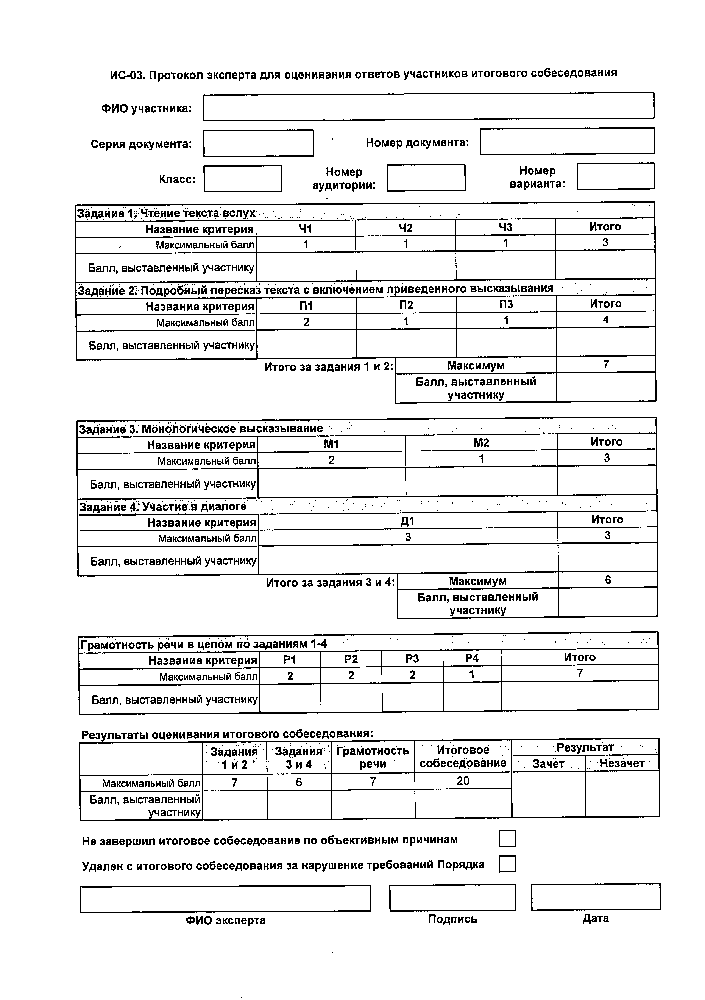 ИС-03. Протокол эксперта для оценивания ответов участников итогового собеседования
ФИО участника:
Серия документа: Номер документа:
Класс: Номер аудитории: Номер варианта:
Задание 1. Чтение текста вслух
Название критерия Ч1 Ч2 Ч3 Итого
Максимальный балл 1 1 1 3
Балл, выставленный участнику
Задание 2. Подробный пересказ текста с включением приведенного высказывания
Название критерия П1 П2 П3 Итого
Максимальный балл 2 1 1 4
Балл, выставленный участнику
Итого за задания 1 и 2: Максимум 7
Балл, выставленный
участнику
Задание 3. Монологическое высказывание
Название критерия М1 М2 Итого
Максимальный балл 2 1 3
Балл, выставленный участнику
Задание 4. Участие в диалоге
Название критерия Д1 Итого
Максимальный балл 3 3
Балл, выставленный участнику
Итого за задания 3 и 4: Максимум 6
Балл, выставленный
участнику
Грамотность речи в целом по заданиям 1-4
Название критерия Р1 Р2 Р3 Р4 Итого
Максимальный балл 2 2 2 1 7
Балл, выставленный участнику
Результаты оценивания итогового собеседования:
Задания 1 и 2 Задания 3 и 4 Грамотность речи Итоговое собеседование Результат
Зачет Незачет
Максимальный балл 7 6 7 20
Балл, выставленный
участнику
Не завершил итоговое собеседование по объективным причинам
Удален с итогового собеседования за нарушение требований Порядка
ФИО эксперта Подпись Дата